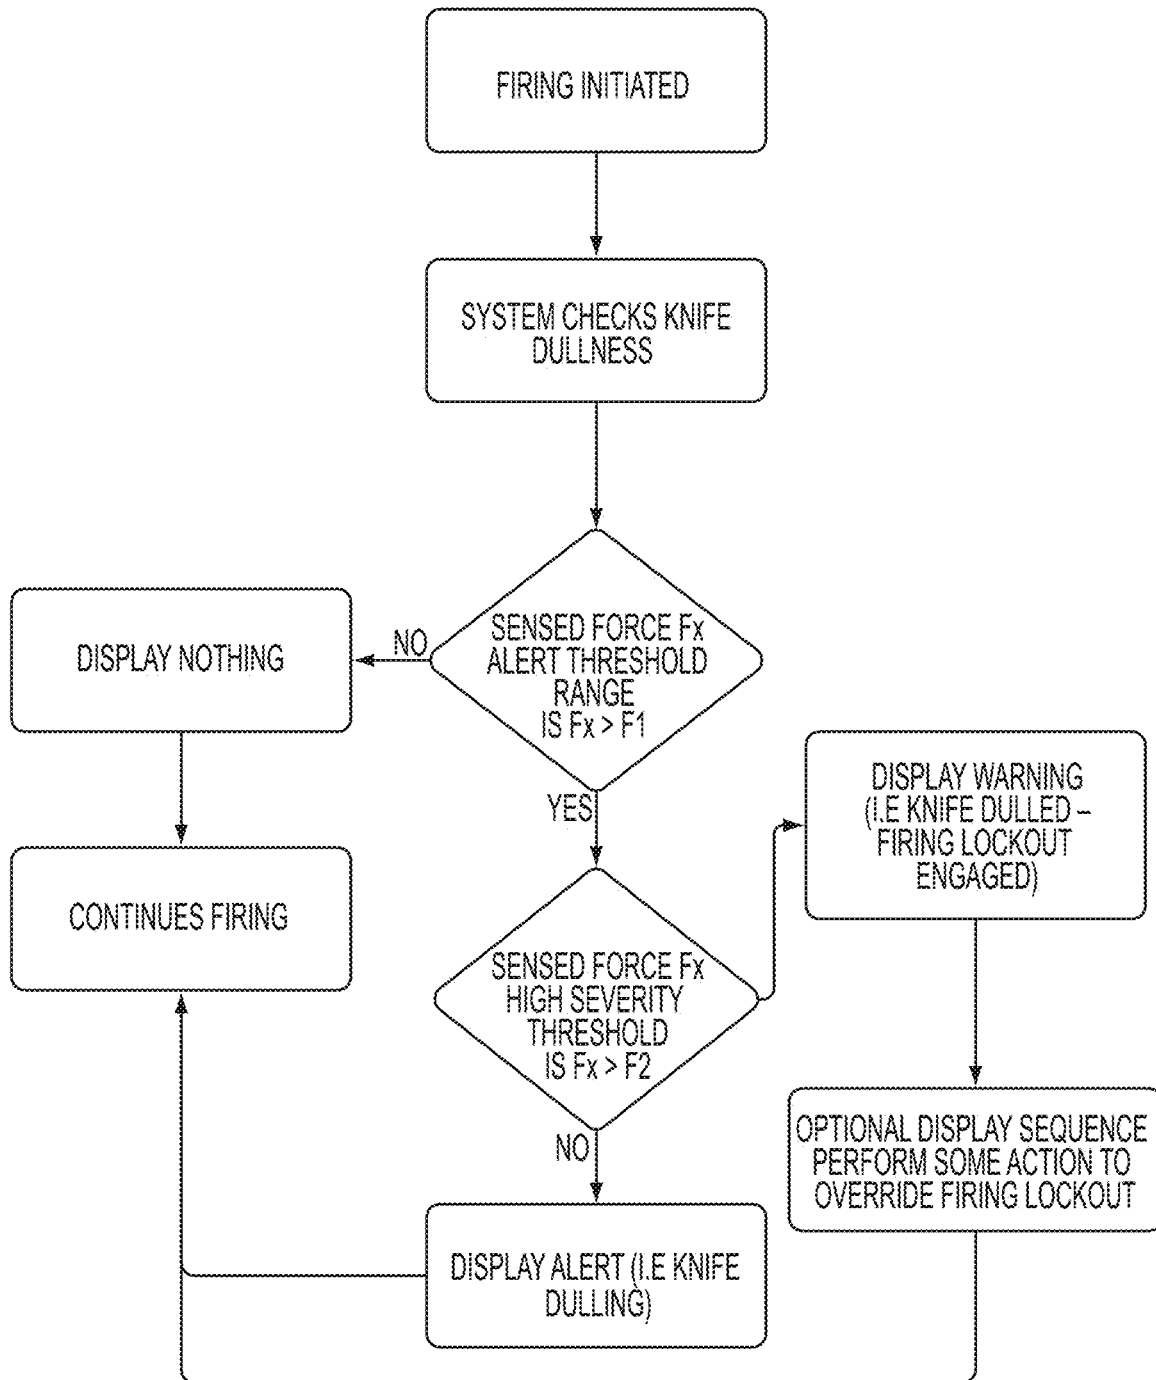 FIRING INITIATED
SYSTEM CHECKS KNIFE
DULLNESS
SENSED FORCE Fx
ALERT THRESHOLD
RANGE
IS Fx > F1
NO
DISPLAY NOTHING
YES
CONTINUES FIRING
SENSED FORCE Fx
HIGH SEVERITY
THRESHOLD
IS Fx > F2
DISPLAY WARNING
(I.E KNIFE DULLED –
FIRING LOCKOUT
ENGAGED)
OPTIONAL DISPLAY SEQUENCE
PERFORM SOME ACTION TO
OVERRIDE FIRING LOCKOUT
NO
DISPLAY ALERT (I.E KNIFE
DULLING)